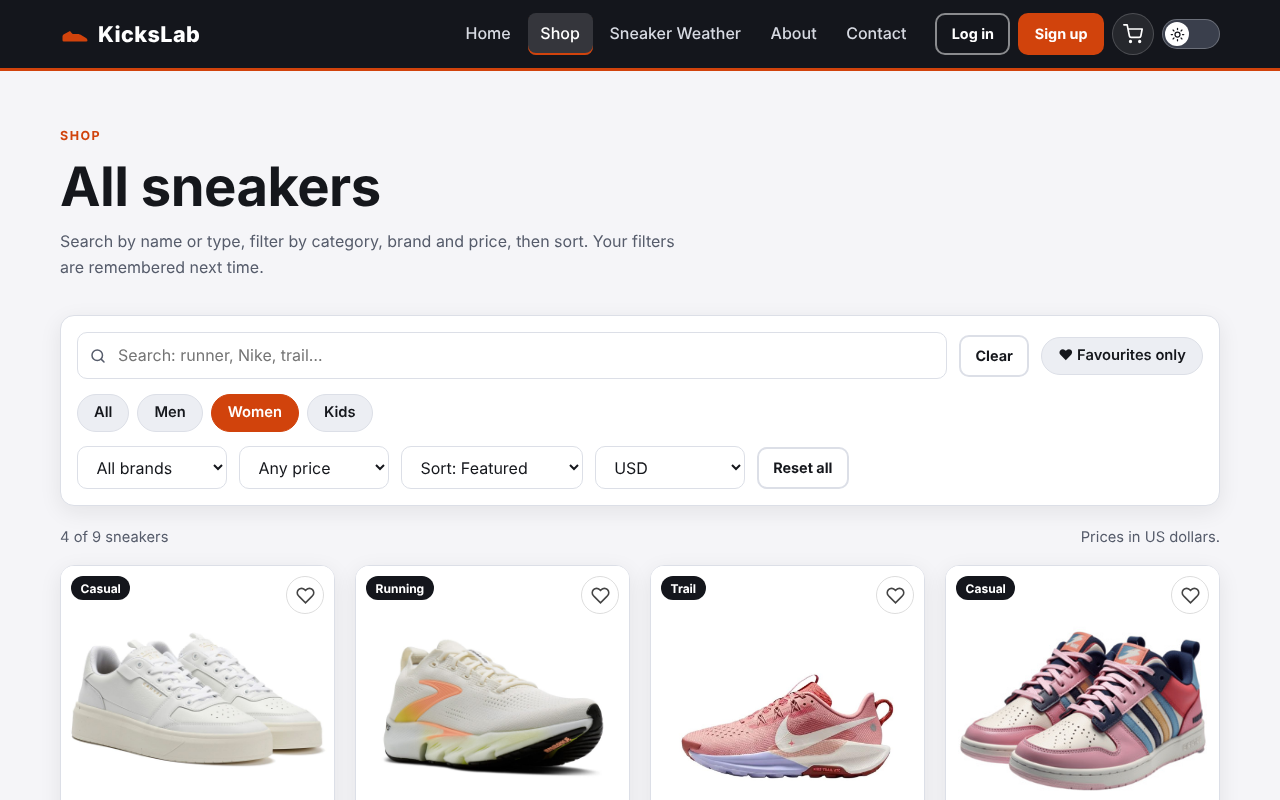 KicksLab
Home
Shop
Sneaker Weather
About
Contact
Log in
Sign up
SHOP
All sneakers
Search by name or type, filter by category, brand and price, then sort. Your filters
are remembered next time.
Search: runner, Nike, trail...
Clear
♥ Favourites only
All
Men
Women
Kids
All brands
Any price
Sort: Featured
USD
Reset all
4 of 9 sneakers
Prices in US dollars.
Casual
Running
Trail
Casual